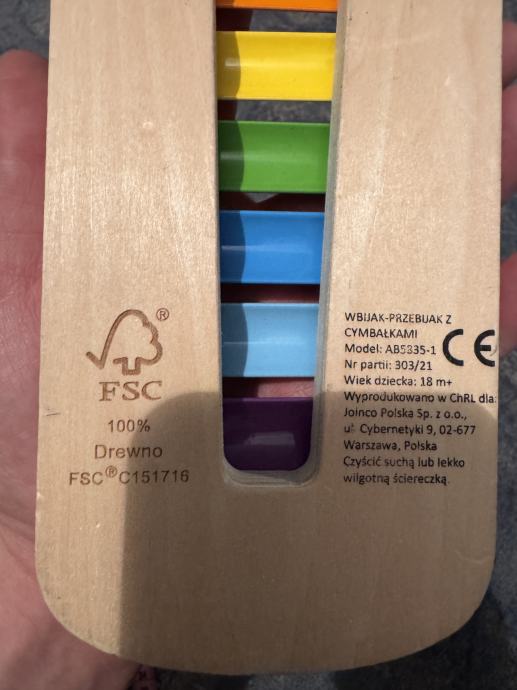 ®
FSC
100%
Drewno
FSC®C151716
WBIJAK-PRZEBIJAK Z
CYMBAŁKAMI
Model: AB5835-1
Nr partii: 303/21
Wiek dziecka: 18 m+
Wyprodukowano w ChRL dla:
Joinco Polska Sp. z o.o.,
ul. Cybernetyki 9, 02-677
Warszawa, Polska
Czyścić suchą lub lekko
wilgotną ściereczką.
CE